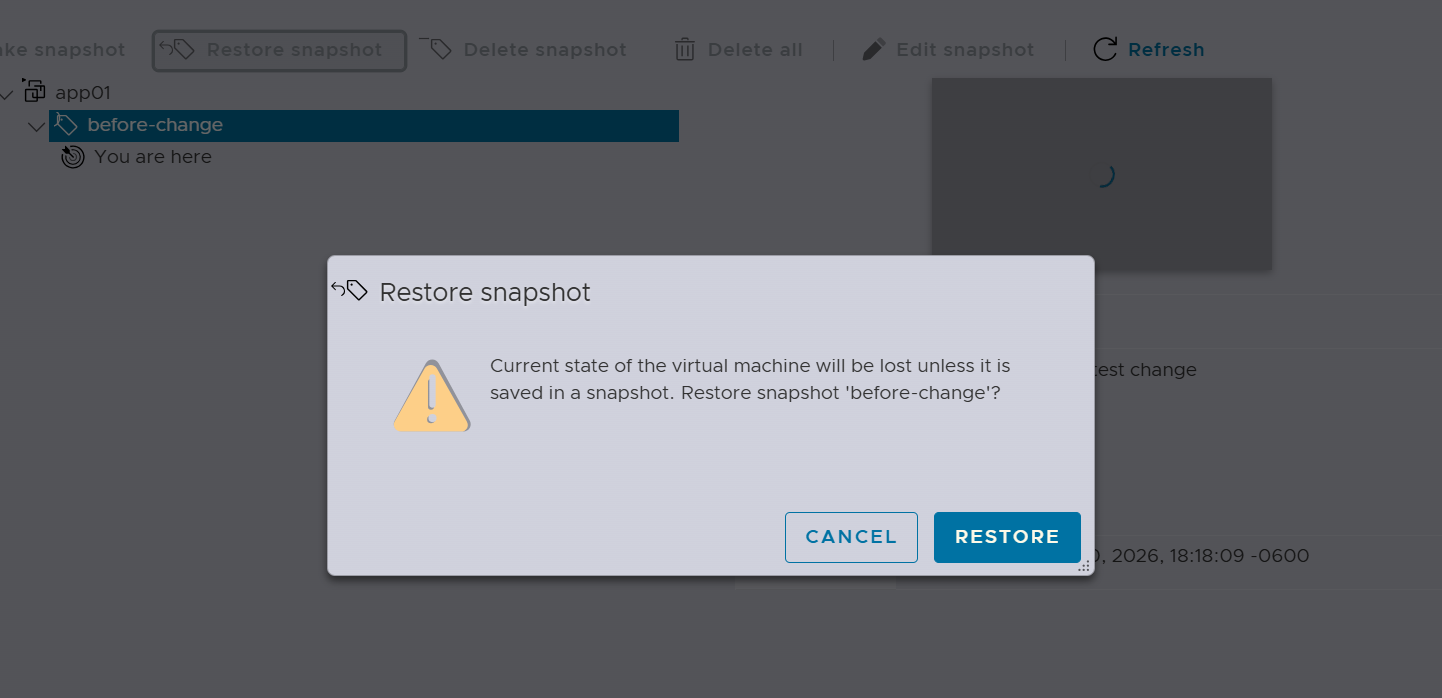 snapshot
Restore snapshot
Delete snapshot
Delete all
Edit snapshot
Refresh
app01
before-change
You are here
Restore snapshot
Current state of the virtual machine will be lost unless it is
saved in a snapshot. Restore snapshot 'before-change'?
test change
CANCEL
RESTORE
, 2026, 18:18:09 -0600